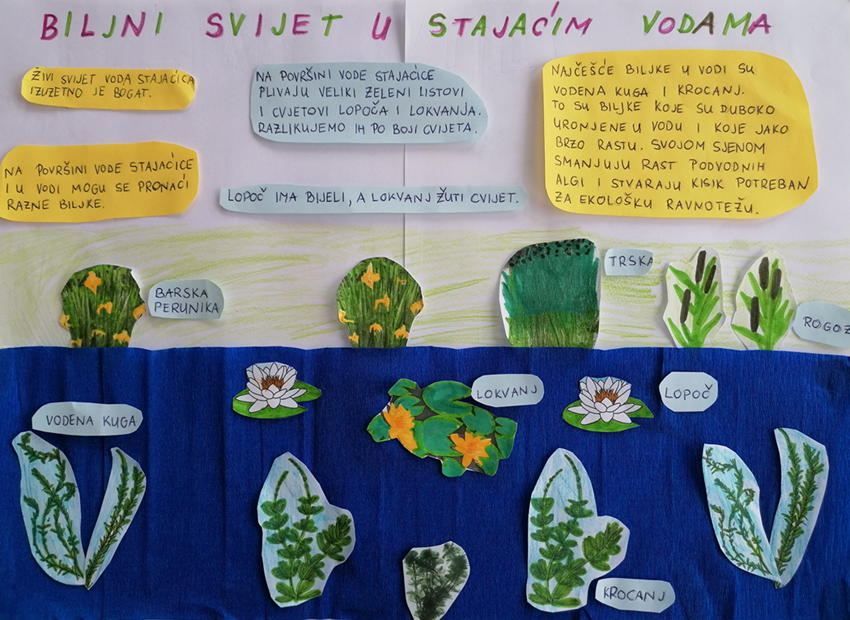 BILJNI SVIJET U STAJAĆIM VODAMA
ŽIVI SVIJET VODA STAJAĆICA
IZUZETNO JE BOGAT.
NA POVRŠINI VODE STAJAĆICE
I U VODI MOGU SE PRONAĆI
RAZNE BILJKE.
NA POVRŠINI VODE STAJAĆICE
PLIVAJU VELIKI ZELENI LISTOVI
I CVJETOVI LOPOČA I LOKVANJA.
RAZLIKUJEMO IH PO BOJI CVIJETA.
LOPOČ IMA BIJELI, A LOKVANJ ŽUTI CVIJET.
NAJČEŠĆE BILJKE U VODI SU
VODENA KUGA I KROCANJ.
TO SU BILJKE KOJE SU DUBOKO
URONJENE U VODU I KOJE JAKO
BRZO RASTU. SVOJOM SJENOM
SMANJUJU RAST PODVODNIH
ALGI I STVARAJU KISIK POTREBAN
ZA EKOLOŠKU RAVNOTEŽU.
BARSKA
PERUNIKA
TRSKA
ROGOZ
VODENA KUGA
LOKVANJ
LOPOČ
KROCANJ